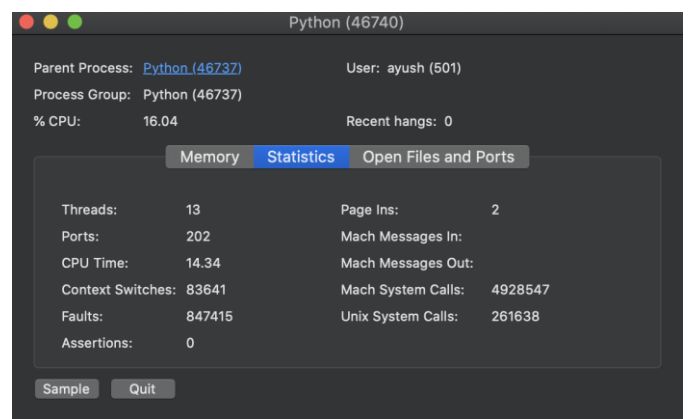 Python (46740)
Parent Process: Python (46737) User: ayush (501)
Process Group: Python (46737)
% CPU: 16.04 Recent hangs: 0
Memory Statistics Open Files and Ports
Threads: 13 Page Ins: 2
Ports: 202 Mach Messages In:
CPU Time: 14.34 Mach Messages Out:
Context Switches: 83641 Mach System Calls: 4928547
Faults: 847415 Unix System Calls: 261638
Assertions: 0
Sample Quit